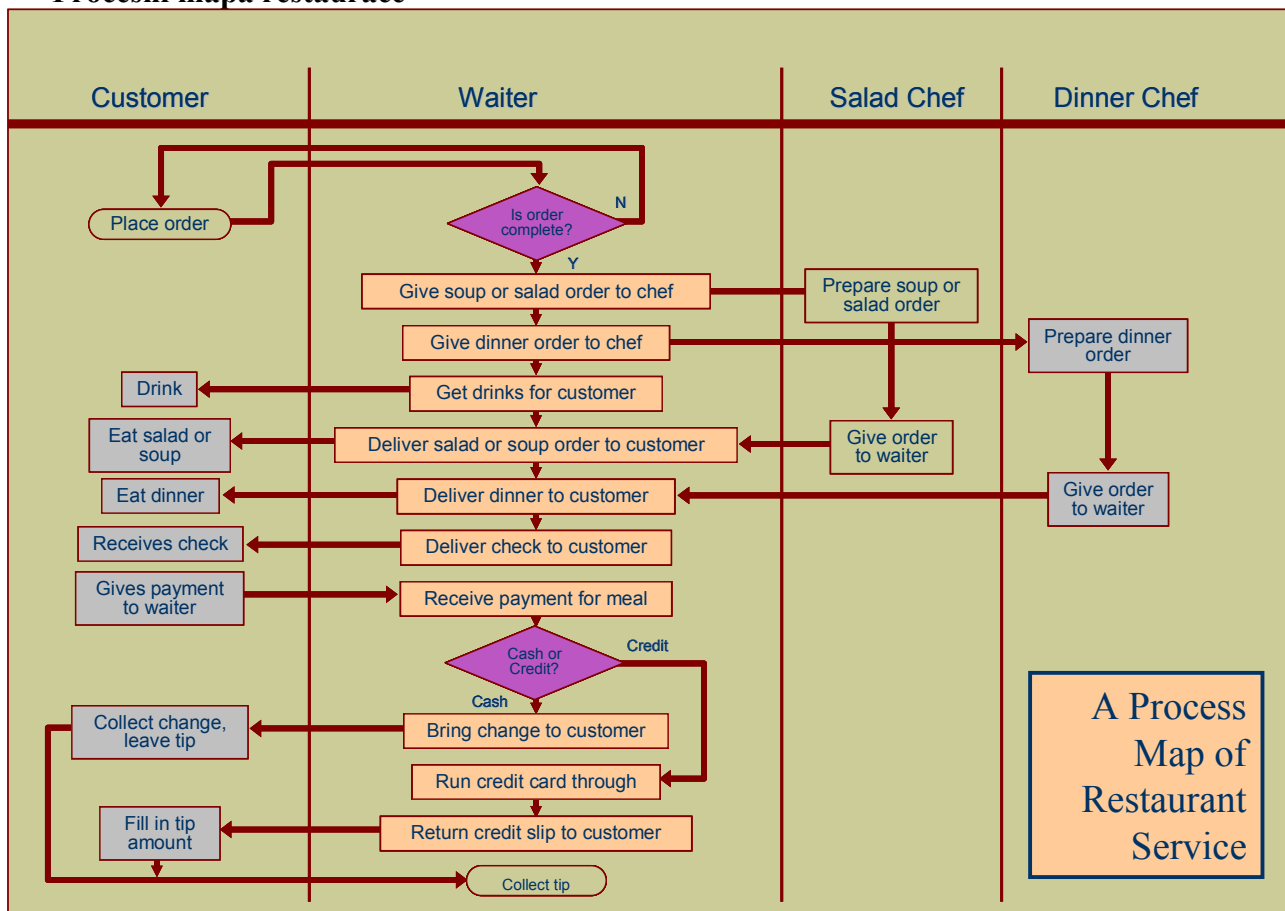 Procesní mapa restaurace
Customer
Waiter
Salad Chef
Dinner Chef
Place order
Is order
complete?
N
Y
Give soup or salad order to chef
Prepare soup or
salad order
Give dinner order to chef
Prepare dinner
order
Drink
Get drinks for customer
Eat salad or
soup
Deliver salad or soup order to customer
Give order
to waiter
Eat dinner
Deliver dinner to customer
Give order
to waiter
Receives check
Deliver check to customer
Gives payment
to waiter
Receive payment for meal
Cash or
Credit?
Credit
Cash
Collect change,
leave tip
Bring change to customer
Run credit card through
Fill in tip
amount
Return credit slip to customer
Collect tip
A Process
Map of
Restaurant
Service